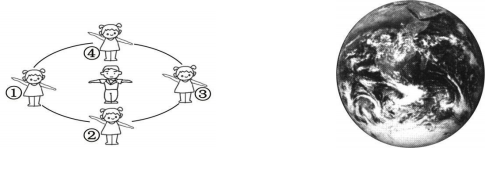 ④
① ③
②